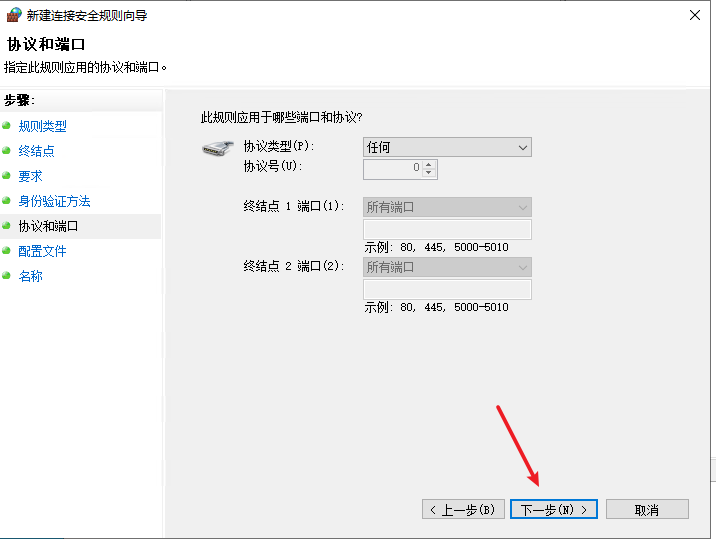 新建连接安全规则向导
协议和端口
指定此规则应用的协议和端口。
步骤:
规则类型
终结点
要求
身份验证方法
协议和端口
配置文件
名称
此规则应用于哪些端口和协议?
协议类型(P): 任何
协议号(U): 0
终结点 1 端口(1): 所有端口
示例: 80, 445, 5000-5010
终结点 2 端口(2): 所有端口
示例: 80, 445, 5000-5010
< 上一步(B) 下一步(N) > 取消